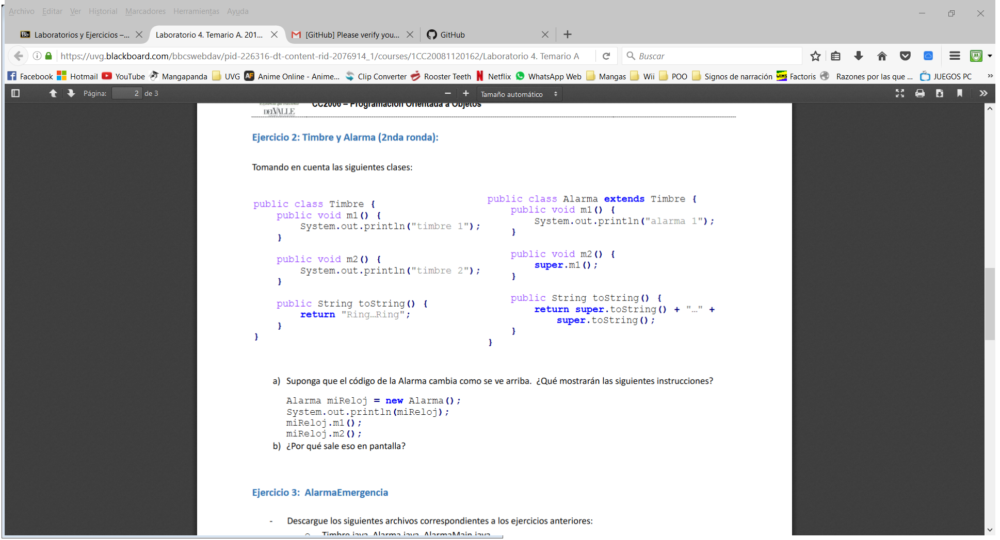 Archivo Editar Ver Historial Marcadores Herramientas Ayuda
Bb Laboratorios y Ejercicios –... Laboratorio 4. Temario A. 201... [GitHub] Please verify you... GitHub
https://uvg.blackboard.com/bbcswebdav/pid-226316-dt-content-rid-2076914_1/courses/1CC20081120162/Laboratorio 4. Temario A Buscar
Facebook Hotmail YouTube Mangapanda UVG AF Anime Online - Anime... Clip Converter Rooster Teeth N Netflix WhatsApp Web Mangas Wii POO Signos de narración WIMS Factoris Razones por las que ... JUEGOS PC
Página: 2 de 3 Tamaño automático
DEL VALLE CC2006 – Programación Orientada a Objetos
Ejercicio 2: Timbre y Alarma (2nda ronda):
Tomando en cuenta las siguientes clases:
public class Timbre {
public void m1() {
System.out.println("timbre 1");
}
public void m2() {
System.out.println("timbre 2");
}
public String toString() {
return "Ring…Ring";
}
}
public class Alarma extends Timbre {
public void m1() {
System.out.println("alarma 1");
}
public void m2() {
super.m1();
}
public String toString() {
return super.toString() + "…" +
super.toString();
}
}
a) Suponga que el código de la Alarma cambia como se ve arriba. ¿Qué mostrarán las siguientes instrucciones?
Alarma miReloj = new Alarma();
System.out.println(miReloj);
miReloj.m1();
miReloj.m2();
b) ¿Por qué sale eso en pantalla?
Ejercicio 3: AlarmaEmergencia
- Descargue los siguientes archivos correspondientes a los ejercicios anteriores:
o Timbre.java, Alarma.java, AlarmaMain.java